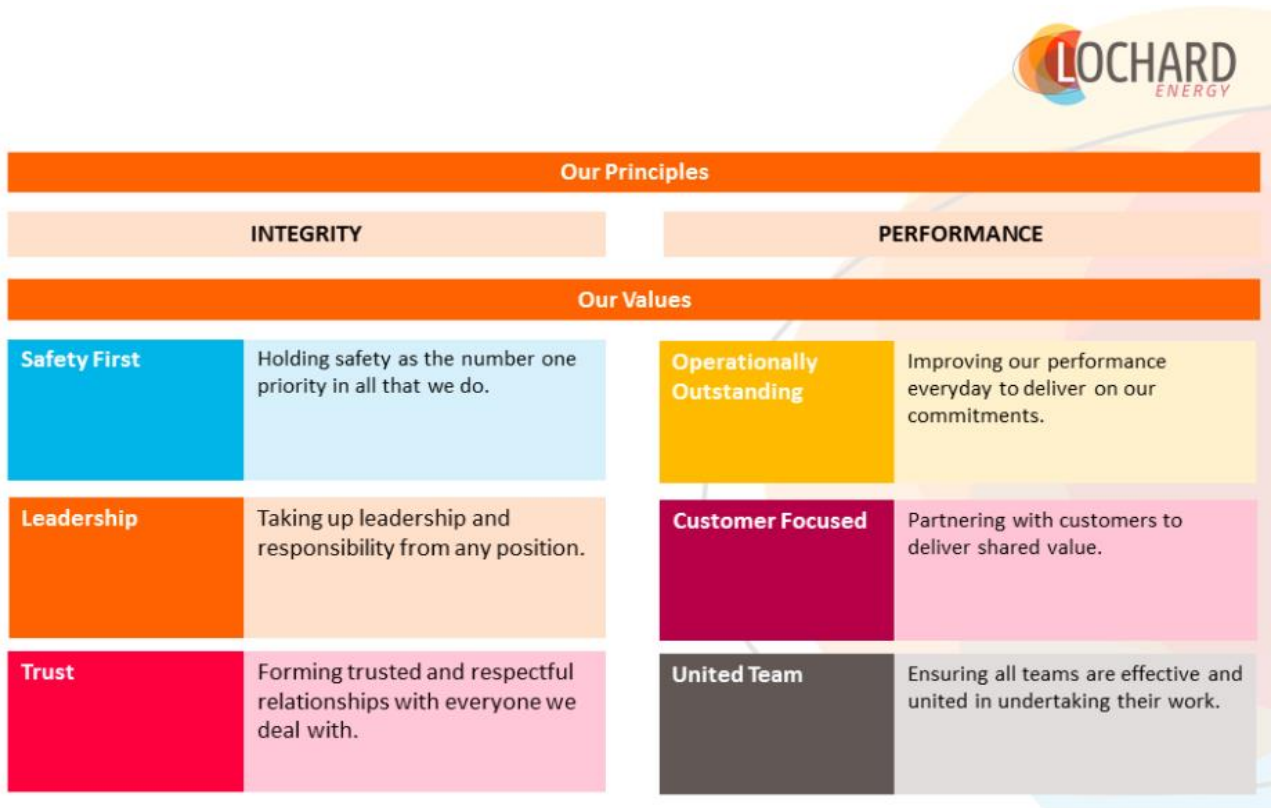 LOCHARD
ENERGY
Our Principles
INTEGRITY
PERFORMANCE
Our Values
Safety First
Holding safety as the number one
priority in all that we do.
Operationally
Outstanding
Improving our performance
everyday to deliver on our
commitments.
Leadership
Taking up leadership and
responsibility from any position.
Customer Focused
Partnering with customers to
deliver shared value.
Trust
Forming trusted and respectful
relationships with everyone we
deal with.
United Team
Ensuring all teams are effective and
united in undertaking their work.